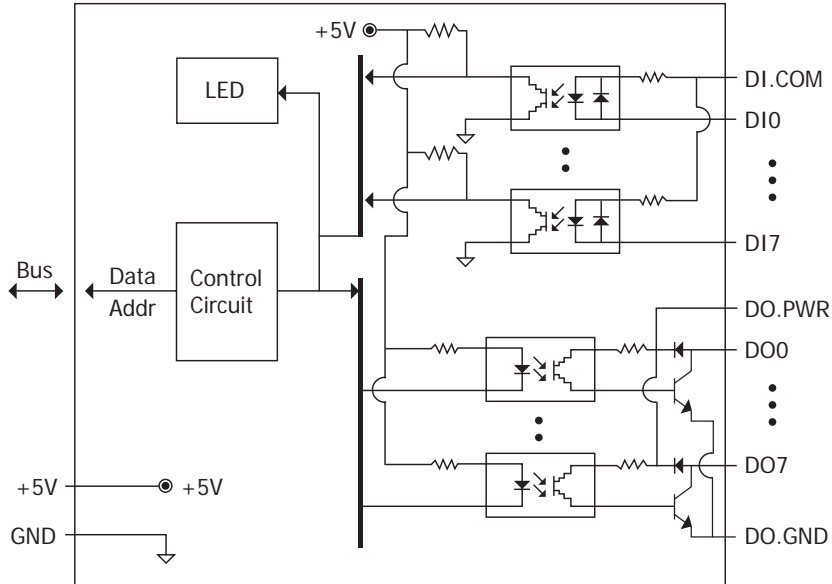 +5V
LED
DI.COM
DI0
DI7
Bus
Data
Addr
Control
Circuit
DO.PWR
DO0
DO7
+5V
+5V
GND
DO.GND